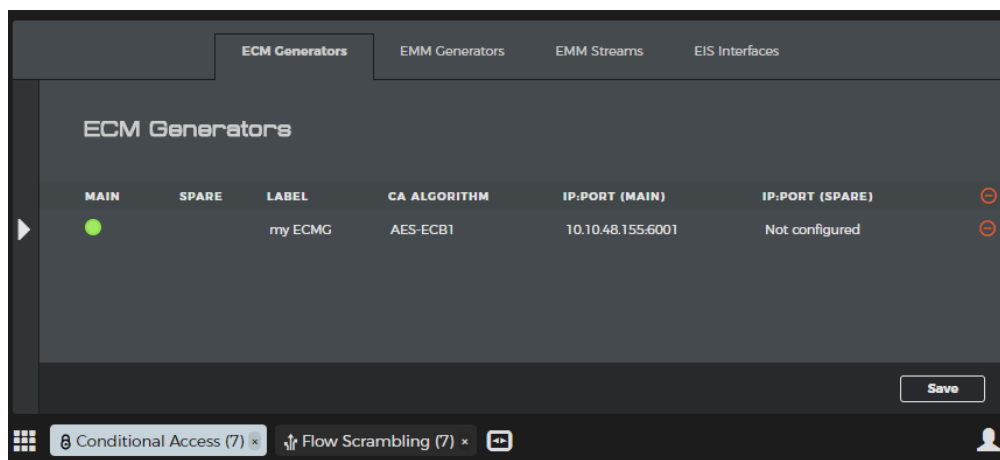 ECM Generators EMM Generators EMM Streams EIS Interfaces
ECM Generators
MAIN SPARE LABEL CA ALGORITHM IP:PORT (MAIN) IP:PORT (SPARE)
my ECMG AES-ECB1 10.10.48.155:6001 Not configured
Save
Conditional Access (7) × Flow Scrambling (7) ×